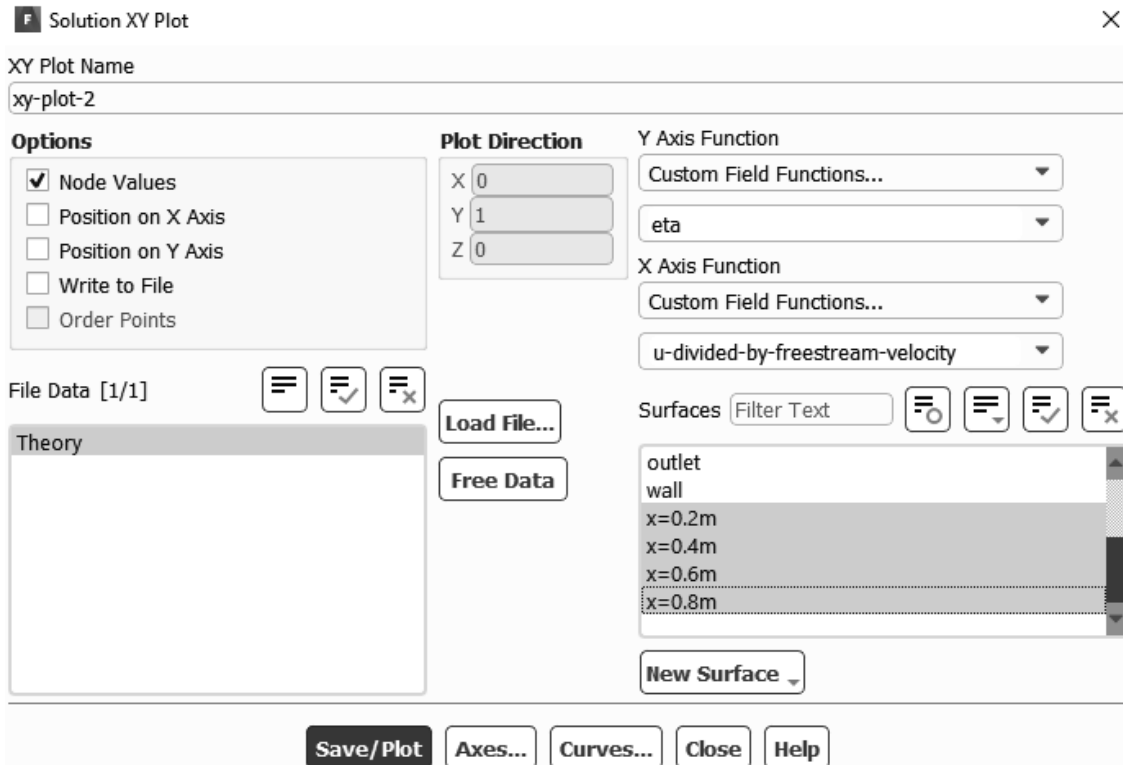 F Solution XY Plot
XY Plot Name
xy-plot-2
Options
Node Values
Position on X Axis
Position on Y Axis
Write to File
Order Points
Plot Direction
X 0
Y 1
Z 0
Y Axis Function
Custom Field Functions...
eta
X Axis Function
Custom Field Functions...
u-divided-by-freestream-velocity
File Data [1/1]
Theory
Load File...
Free Data
Surfaces Filter Text
outlet
wall
x=0.2m
x=0.4m
x=0.6m
x=0.8m
New Surface
Save/Plot Axes... Curves... Close Help